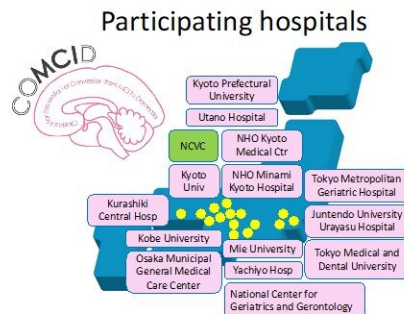 Participating hospitals
COMCID
Kyoto Prefectural
University
Utano Hospital
NCVC
NHO Kyoto
Medical Ctr
Kyoto
Univ
NHO Minami
Kyoto Hospital
Tokyo Metropolitan
Geriatric Hospital
Kurashiki
Central Hosp
Juntendo University
Urayasu Hospital
Kobe University
Mie University
Tokyo Medical and
Dental University
Osaka Municipal
General Medical
Care Center
Yachiyo Hosp
National Center for
Geriatrics and Gerontology